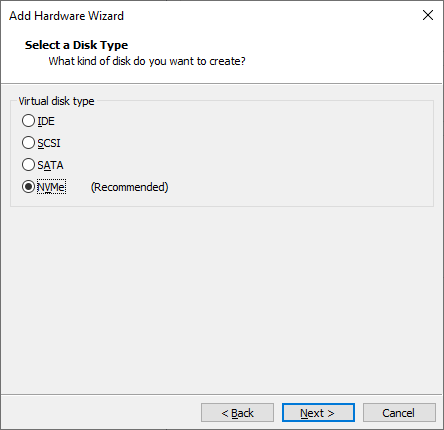 Add Hardware Wizard
Select a Disk Type
What kind of disk do you want to create?
Virtual disk type
IDE
SCSI
SATA
NVMe (Recommended)
< Back Next > Cancel